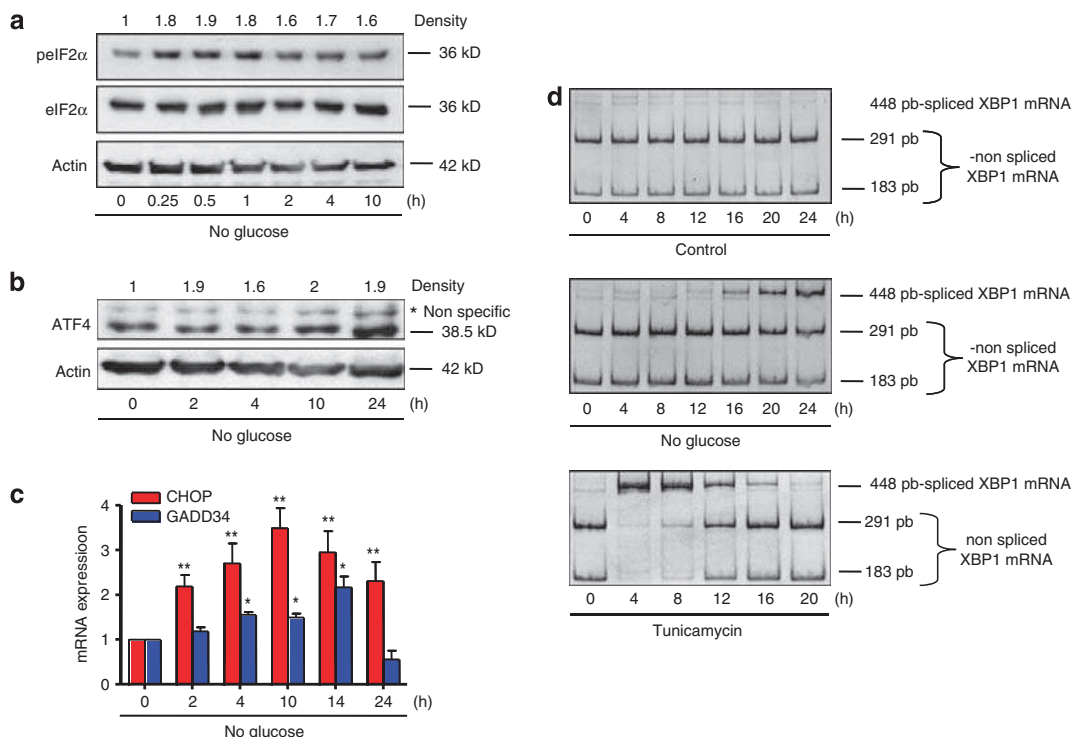 a
1 1.8 1.9 1.8 1.6 1.7 1.6 Density
peIF2α 36 kD
eIF2α 36 kD
Actin 42 kD
0 0.25 0.5 1 2 4 10 (h)
No glucose
b
1 1.9 1.6 2 1.9 Density
* Non specific
ATF4 38.5 kD
Actin 42 kD
0 2 4 10 24 (h)
No glucose
c
CHOP
GADD34
mRNA expressioon
4
3
2
1
0
** ** ** ** **
* * *
0 2 4 10 14 24 (h)
No glucose
d
448 pb-spliced XBP1 mRNA
291 pb
-non spliced
XBP1 mRNA
183 pb
0 4 8 12 16 20 24 (h)
Control
448 pb-spliced XBP1 mRNA
291 pb
-non spliced
XBP1 mRNA
183 pb
0 4 8 12 16 20 24 (h)
No glucose
448 pb-spliced XBP1 mRNA
291 pb
non spliced
XBP1 mRNA
183 pb
0 4 8 12 16 20 (h)
Tunicamycin